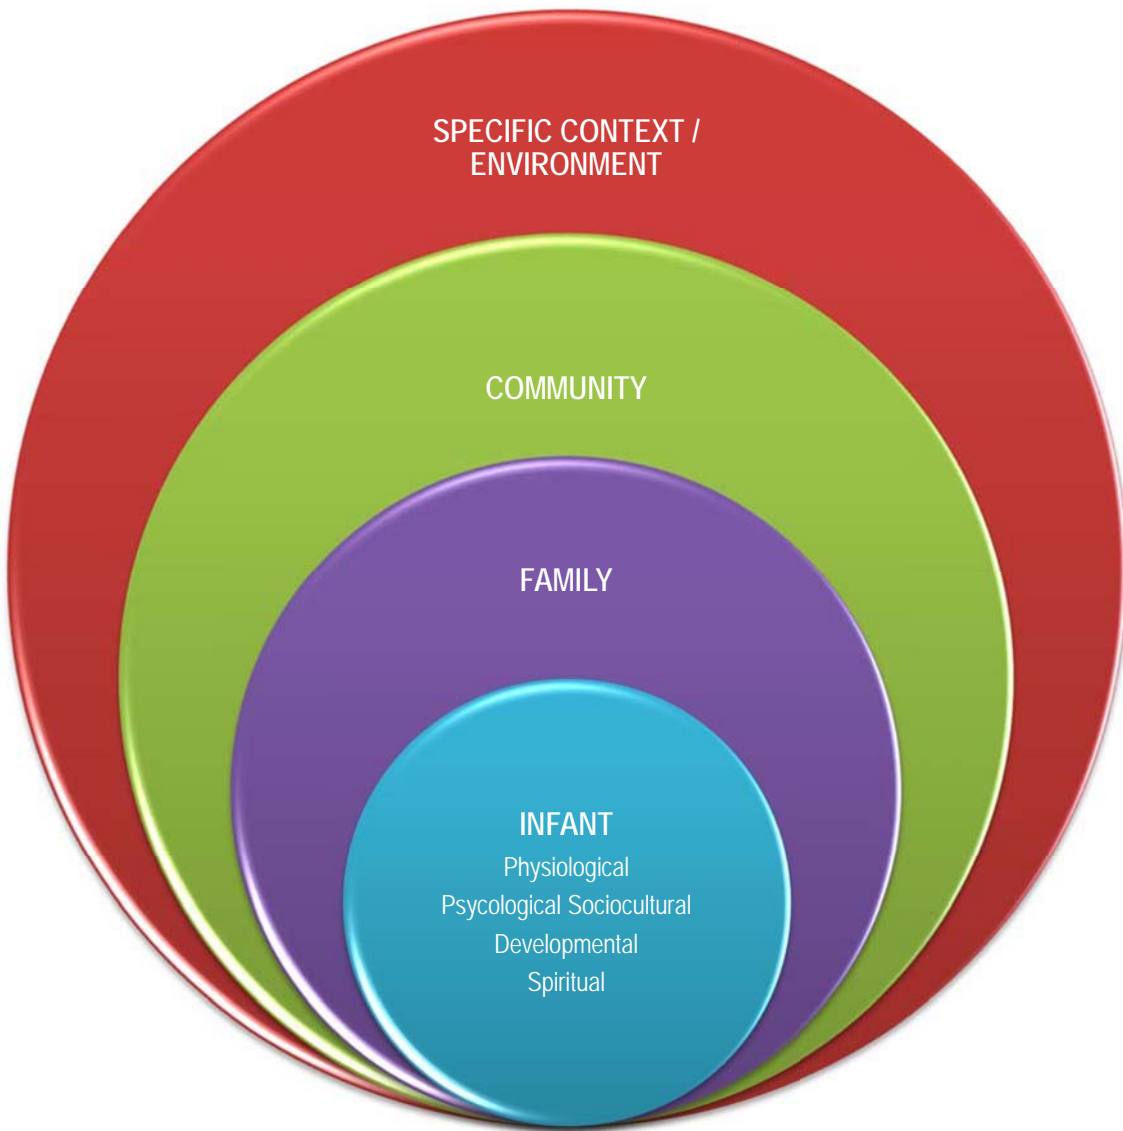 SPECIFIC CONTEXT /
ENVIRONMENT
COMMUNITY
FAMILY
INFANT
Physiological
Psycological Sociocultural
Developmental
Spiritual